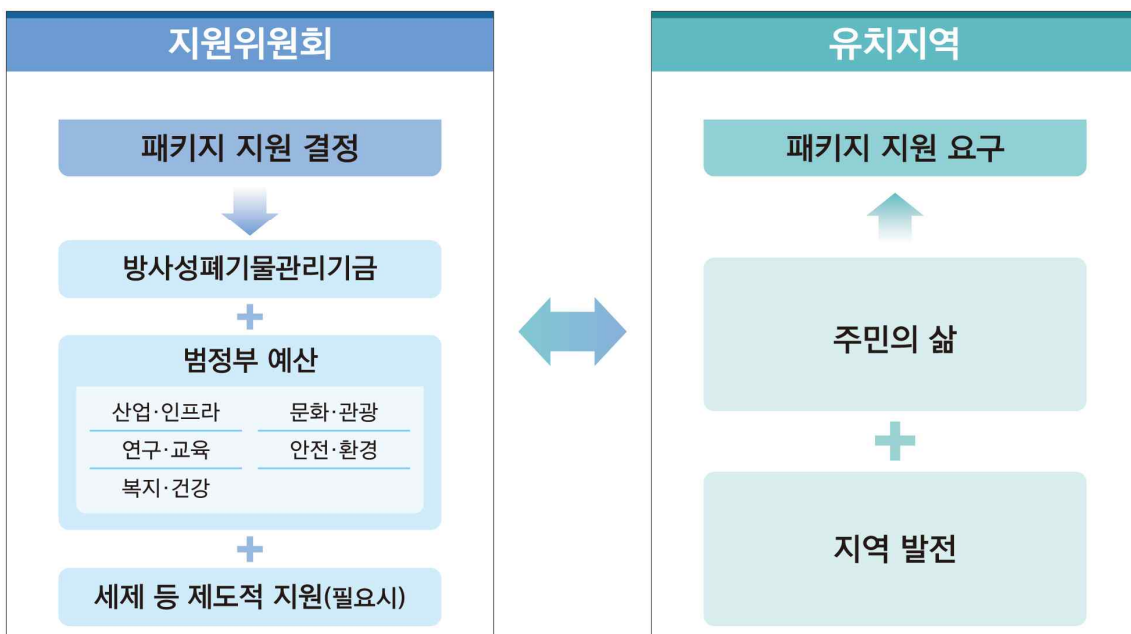 지원위원회
패키지 지원 결정
방사성폐기물관리기금
+
범정부 예산
산업·인프라 문화·관광
연구·교육 안전·환경
복지·건강
+
세제 등 제도적 지원(필요시)
유치지역
패키지 지원 요구
주민의 삶
+
지역 발전